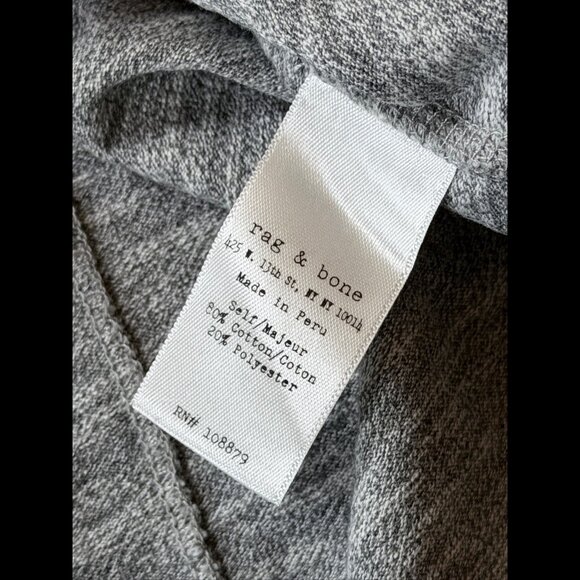 rag & bone
425 W. 13th St, NY NY 10014
Made in Peru
Self/Majeur
80% Cotton/Coton
20% Polyester
RN# 108879